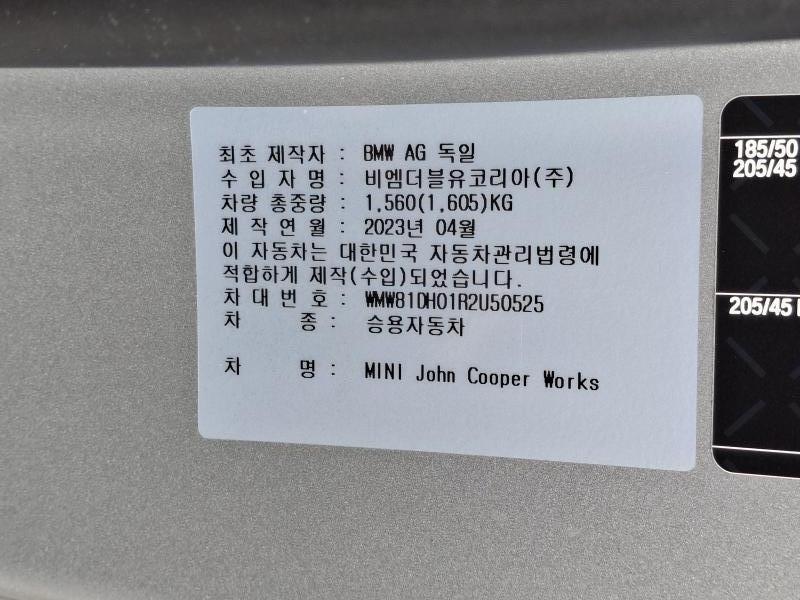 최초 제작자 : BMW AG 독일
수 입 자 명 : 비엠더블유코리아(주)
차량 총중량 : 1,560(1,605)KG
제 작 연 월 : 2023년 04월
이 자동차는 대한민국 자동차관리법령에
적합하게 제작(수입)되었습니다.
차 대 번 호 : WMW81DH01R2U50525
차 종 : 승용자동차
차 명 : MINI John Cooper Works
185/50
205/45
205/45